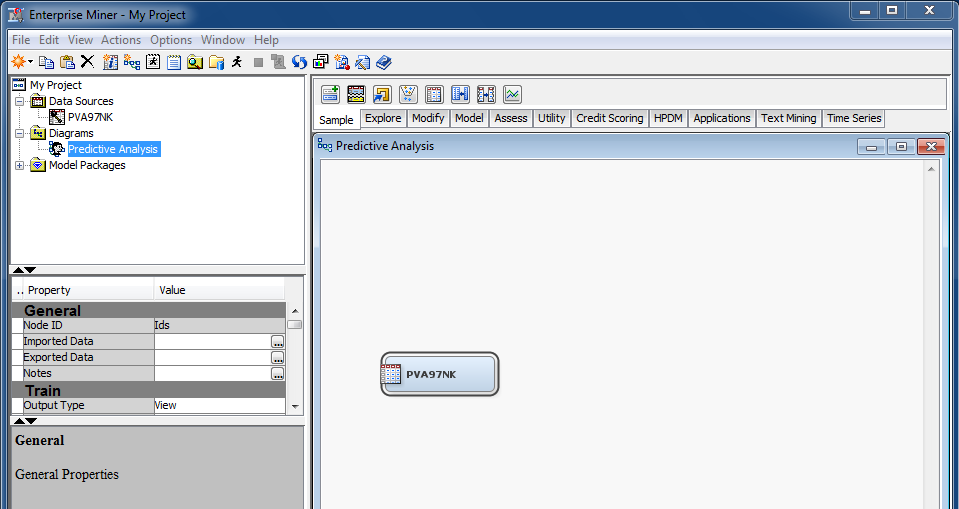 Enterprise Miner - My Project
File Edit View Actions Options Window Help
My Project
Data Sources
PVA97NK
Diagrams
Predictive Analysis
Model Packages
.. Property Value
General
Node ID Ids
Imported Data ...
Exported Data ...
Notes ...
Train
Output Type View
General
General Properties
Sample Explore Modify Model Assess Utility Credit Scoring HPDM Applications Text Mining Time Series
Predictive Analysis
PVA97NK